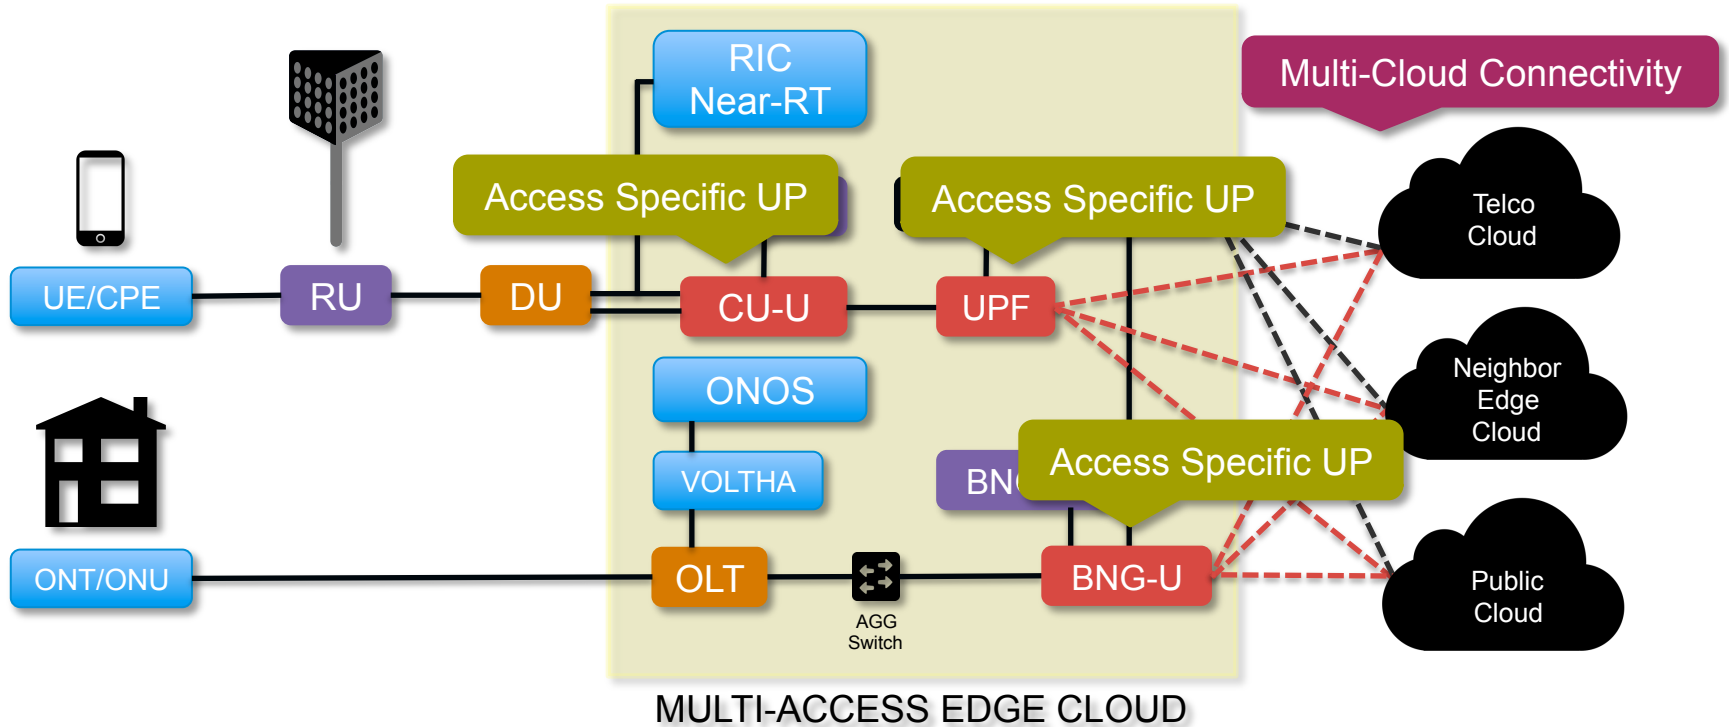 RIC
Near-RT
Multi-Cloud Connectivity
Access Specific UP
Access Specific UP
Telco
Cloud
UE/CPE
RU
DU
CU-U
UPF
Neighbor
Edge
Cloud
ONOS
VOLTHA
Access Specific UP
ONT/ONU
OLT
BNG-U
AGG
Switch
Public
Cloud
MULTI-ACCESS EDGE CLOUD